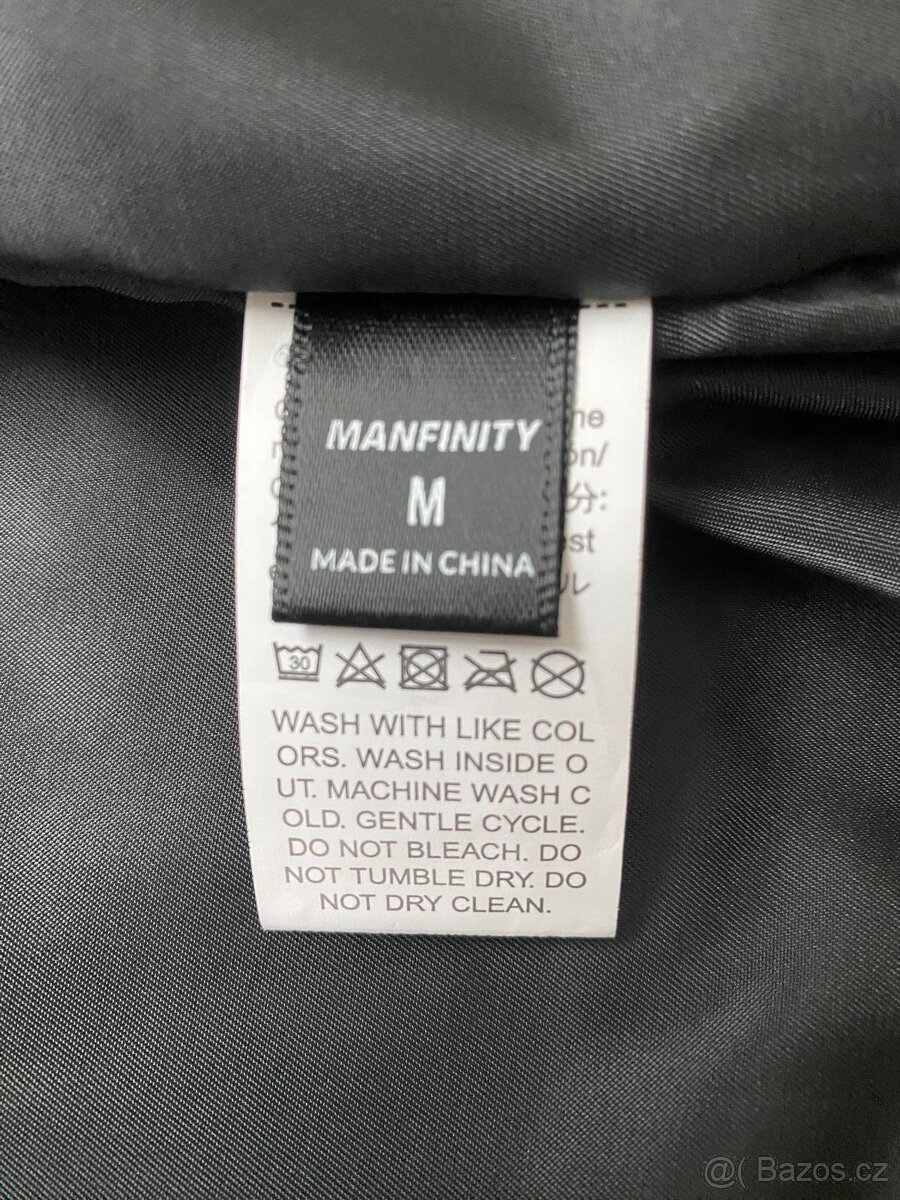 MANFINITY
M
MADE IN CHINA
30
WASH WITH LIKE COL
ORS. WASH INSIDE O
UT. MACHINE WASH C
OLD. GENTLE CYCLE.
DO NOT BLEACH. DO
NOT TUMBLE DRY. DO
NOT DRY CLEAN.
@( Bazos.cz